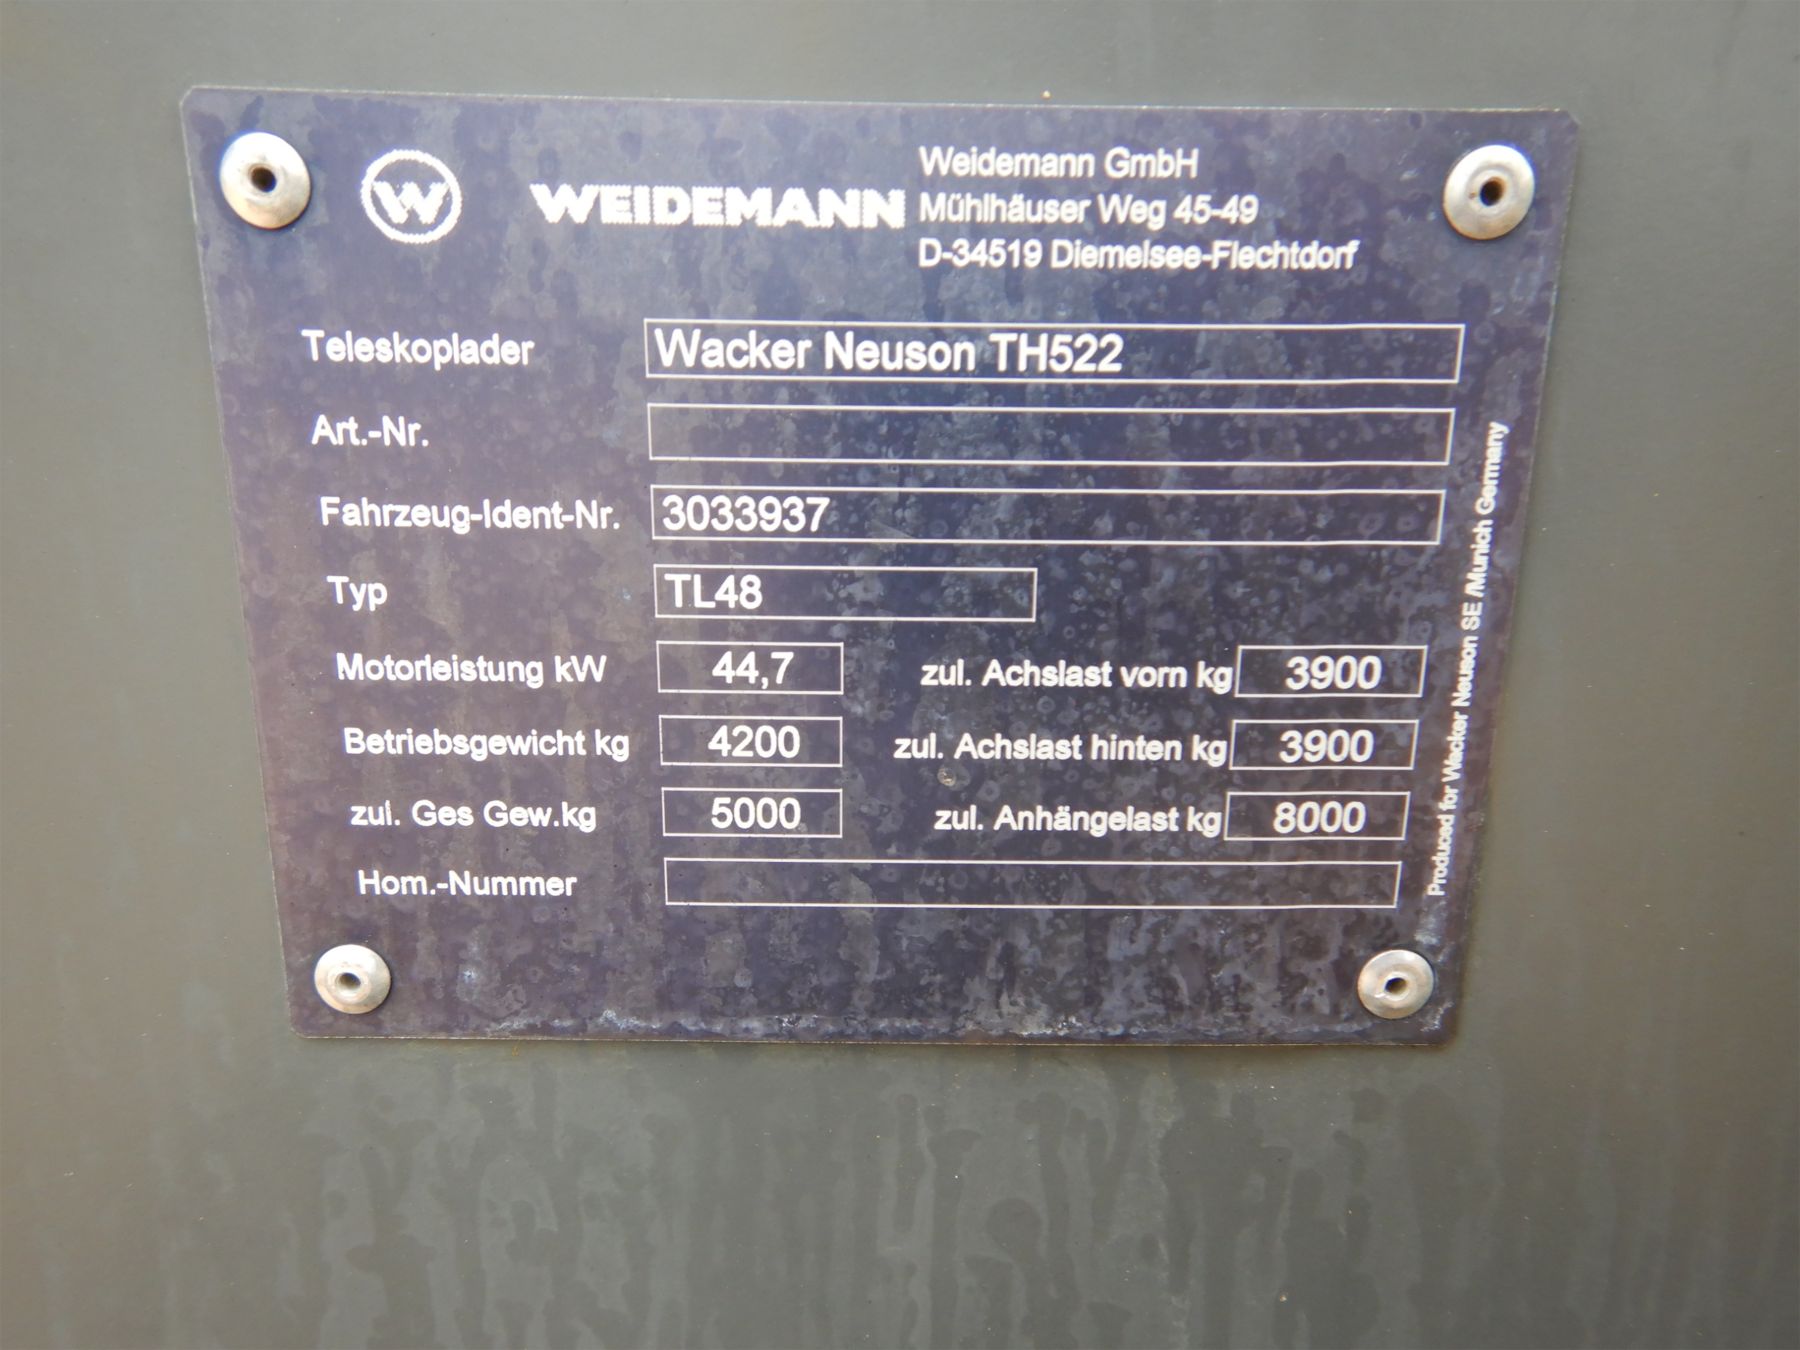 W WEIDEMANN
Weidemann GmbH
Mühlhäuser Weg 45-49
D-34519 Diemelsee-Flechtdorf
Teleskoplader Wacker Neuson TH522
Art.-Nr.
Fahrzeug-Ident-Nr. 3033937
Typ TL48
Motorleistung kW 44,7 zul. Achslast vorn kg 3900
Betriebsgewicht kg 4200 zul. Achslast hinten kg 3900
zul. Ges Gew.kg 5000 zul. Anhängelast kg 8000
Hom.-Nummer
Produced for Wacker Neuson SE /Munich Germany